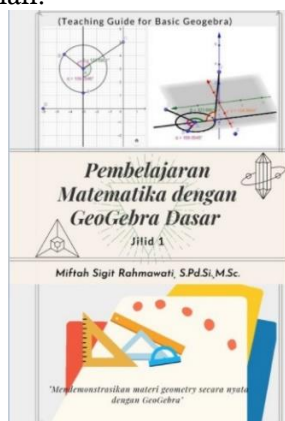 (Teaching Guide for Basic Geogebra)
Pembelajaran
Matematika dengan
GeoGebra Dasar
Jilid 1
Miftah Sigit Rahmawati, S.Pd.Si.,M.Sc.
"Mendemonstrasikan materi geometry secara nyata
dengan GeoGebra"